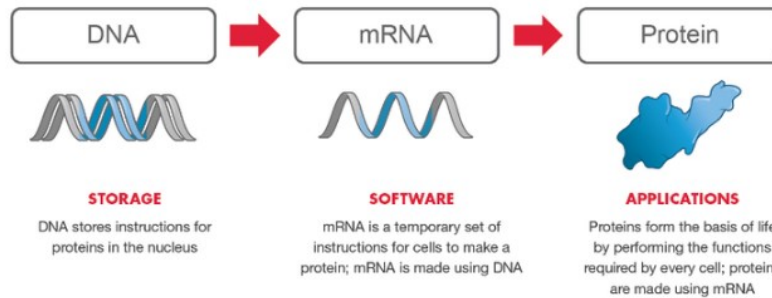 DNA
mRNA
Protein
STORAGE
DNA stores instructions for
proteins in the nucleus
SOFTWARE
mRNA is a temporary set of
instructions for cells to make a
protein; mRNA is made using DNA
APPLICATIONS
Proteins form the basis of life
by performing the functions
required by every cell; protein
are made using mRNA